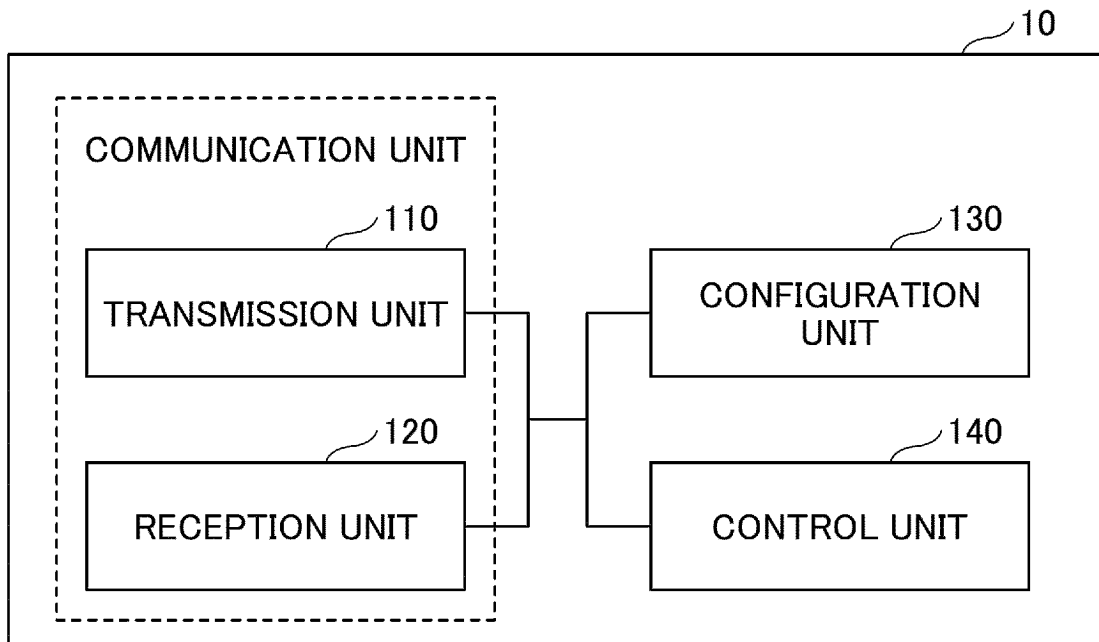 10
COMMUNICATION UNIT
110
130
TRANSMISSION UNIT
CONFIGURATION
UNIT
120
140
RECEPTION UNIT
CONTROL UNIT